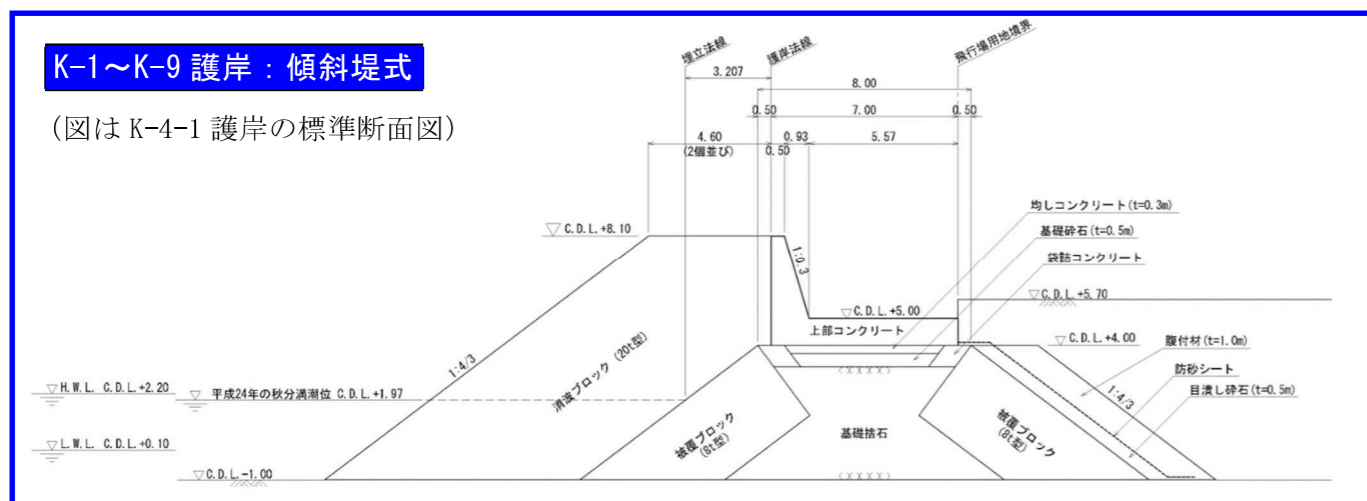 K-1～K-9 護岸：傾斜堤式
(図は K-4-1 護岸の標準断面図)
埋立法線
護岸法線
飛行場用地境界
3.207
8.00
0.50
7.00
0.50
4.60
(2個並び)
0.50
0.93
5.57
均しコンクリート(t=0.3m)
基礎砕石(t=0.5m)
袋詰コンクリート
C.D.L.+8.10
1:0.3
C.D.L.+5.70
C.D.L.+5.00
上部コンクリート
C.D.L.+4.00
腹付材(t=1.0m)
防砂シート
目潰し砕石(t=0.5m)
1:4/3
1:4/3
消波ブロック(20t型)
H.W.L. C.D.L.+2.20
平成24年の秋分満潮位 C.D.L.+1.97
L.W.L. C.D.L.+0.10
被覆ブロック
(8t型)
基礎捨石
被覆ブロック
(8t型)
C.D.L.-1.00